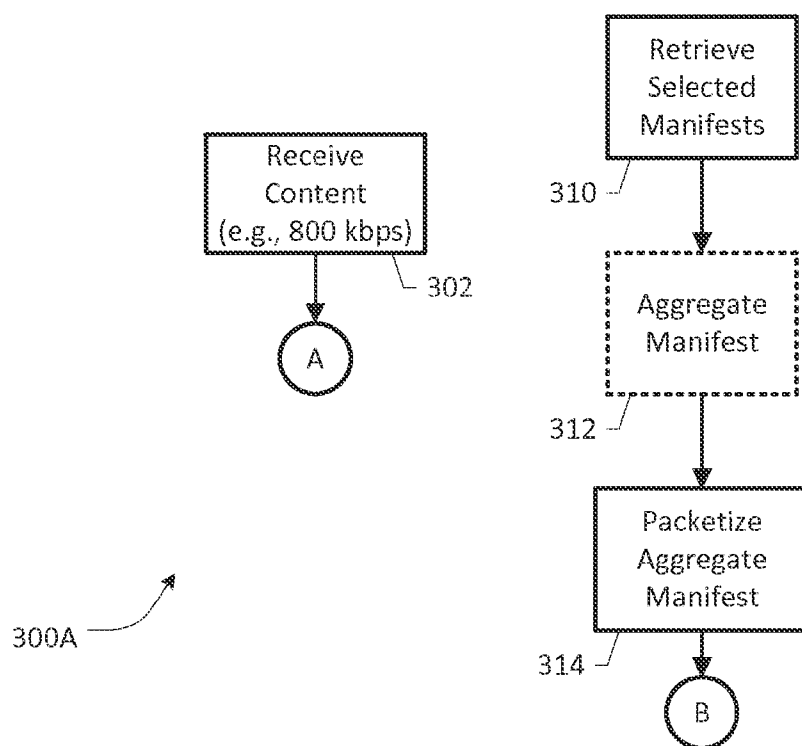 Retrieve
Selected
Manifests
310
Receive
Content
(e.g., 800 kbps)
302
A
Aggregate
Manifest
312
Packetize
Aggregate
Manifest
314
300A
B